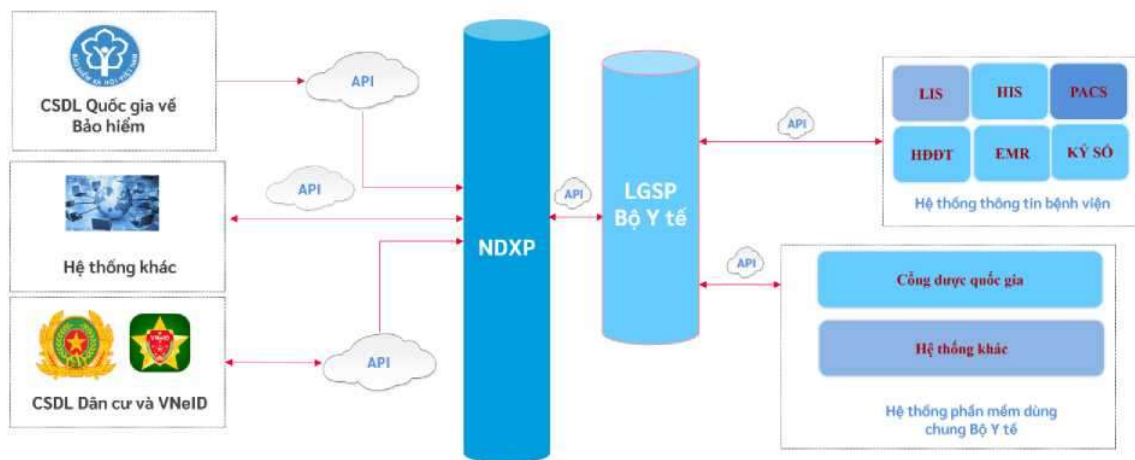 CSDL Quốc gia về
Bảo hiểm
API
Hệ thống khác
API
VNeID
CSDL Dân cư và VNeID
API
NDXP
API
LGSP
Bộ Y tế
API
LIS
HIS
PACS
HĐĐT
EMR
KÝ SỐ
Hệ thống thông tin bệnh viện
API
Cổng dược quốc gia
Hệ thống khác
Hệ thống phần mềm dùng
chung Bộ Y tế